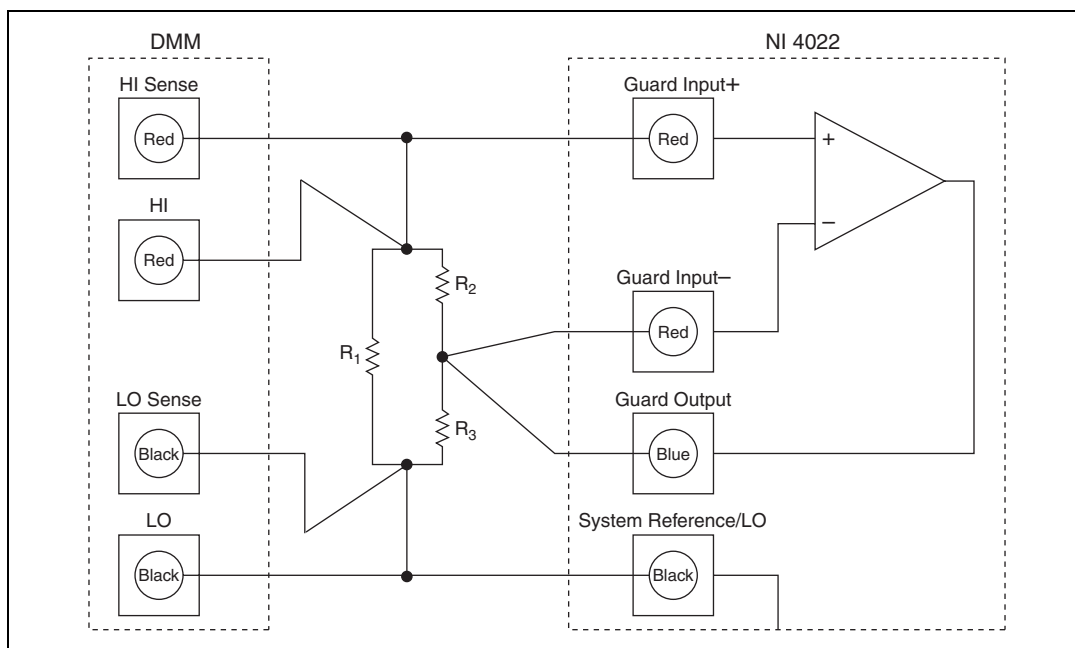 DMM
NI 4022
HI Sense
Red
HI
Red
LO Sense
Black
LO
Black
R1
R2
R3
Guard Input+
Red
Guard Input−
Red
Guard Output
Blue
System Reference/LO
Black
+
−